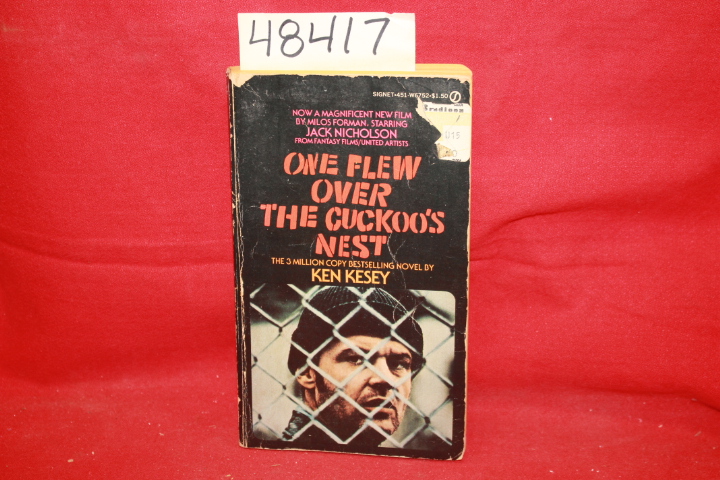 48417
SIGNET•451-W6752•$1.50
NOW A MAGNIFICENT NEW FILM
BY MILOS FORMAN, STARRING
JACK NICHOLSON
FROM FANTASY FILMS/UNITED ARTISTS
ONE FLEW
OVER
THE CUCKOO'S
NEST
THE 3 MILLION COPY BESTSELLING NOVEL BY
KEN KESEY